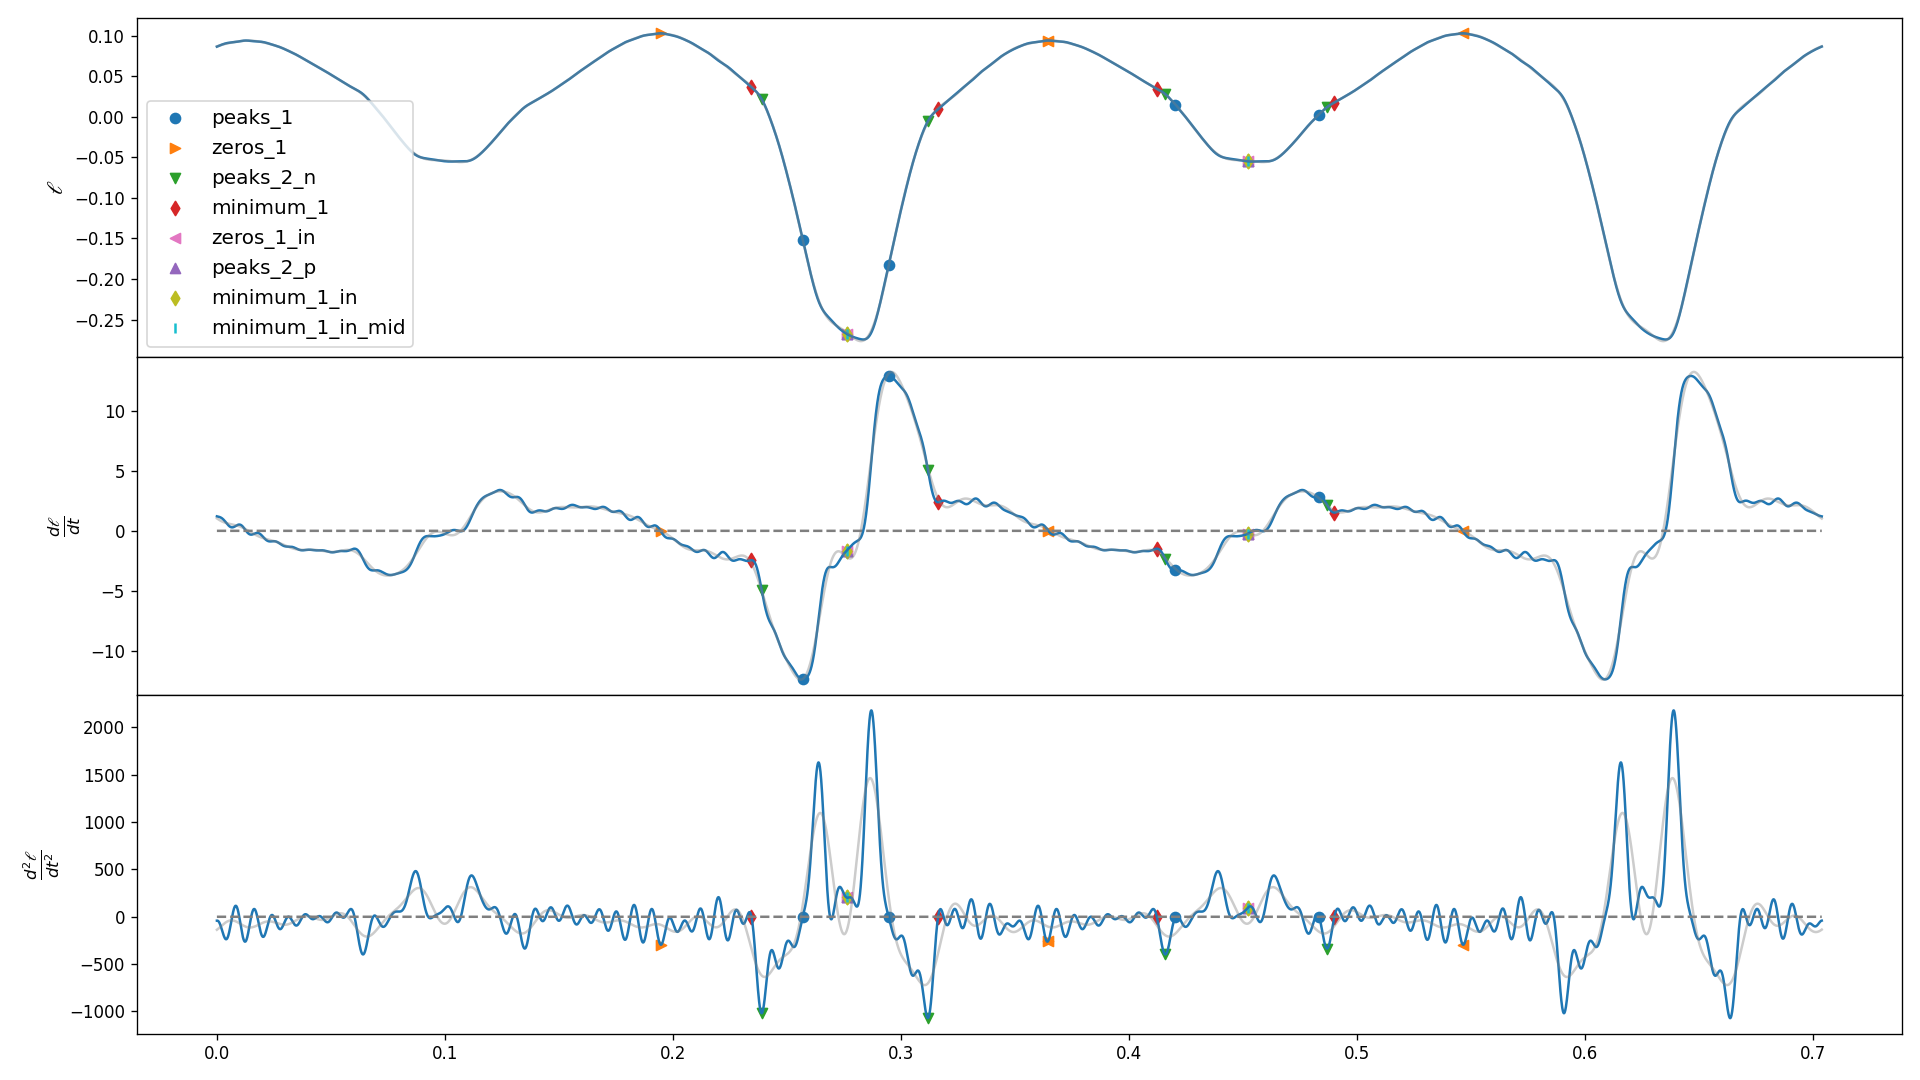 0.10
0.05
0.00
−0.05
−0.10
−0.15
−0.20
−0.25
ℓ
peaks_1
zeros_1
peaks_2_n
minimum_1
zeros_1_in
peaks_2_p
minimum_1_in
minimum_1_in_mid
10
5
0
−5
−10
dℓ
dt
2000
1500
1000
500
0
−500
−1000
d²ℓ
dt²
0.0 0.1 0.2 0.3 0.4 0.5 0.6 0.7